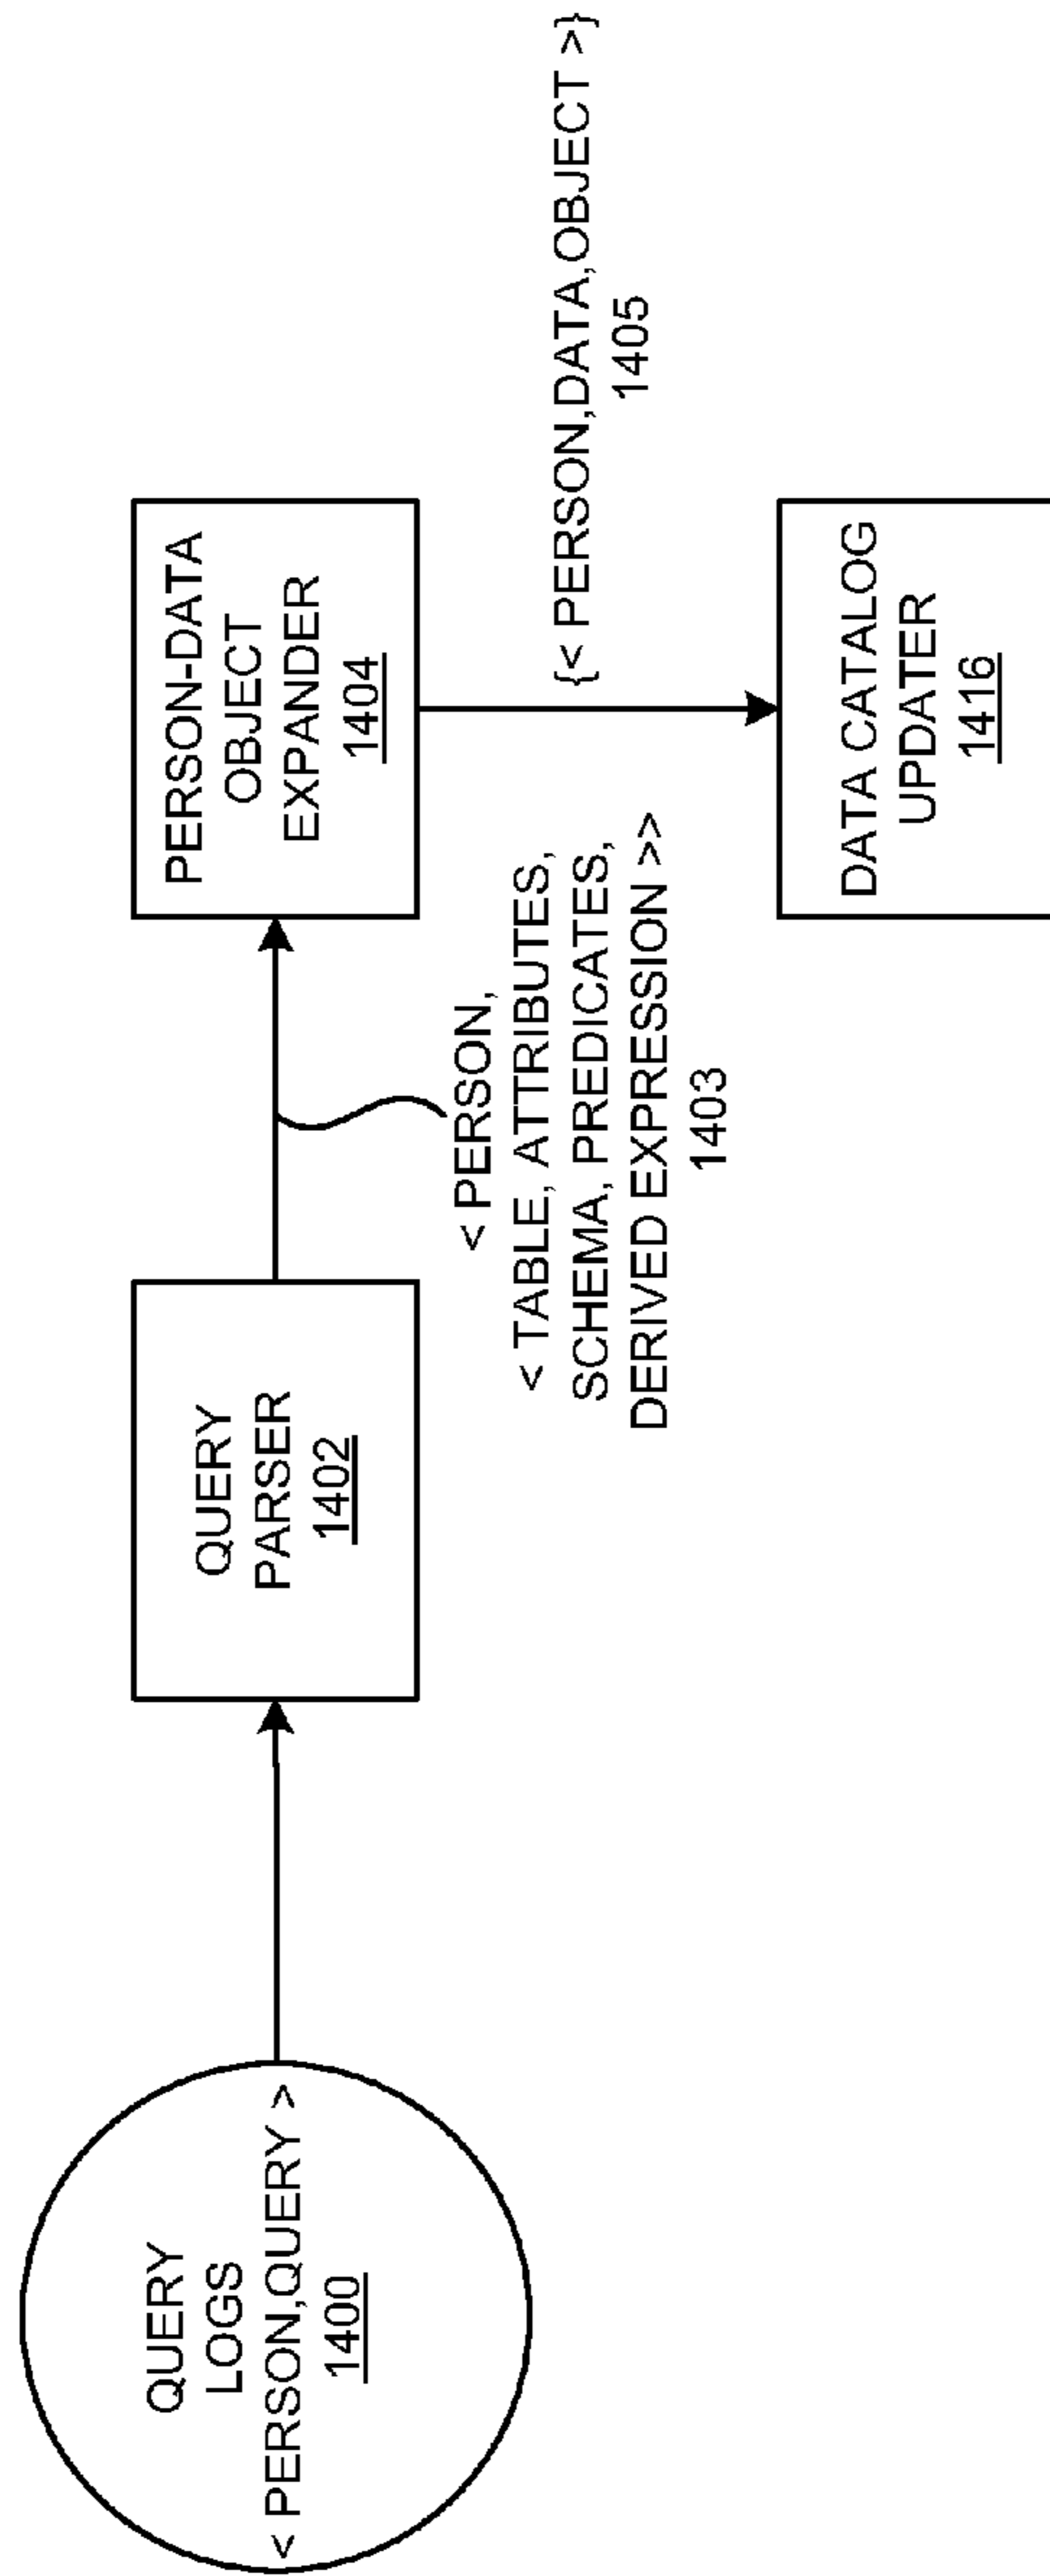 QUERY
LOGS
< PERSON,QUERY >
1400
QUERY
PARSER
1402
< PERSON,
< TABLE, ATTRIBUTES,
SCHEMA, PREDICATES,
DERIVED EXPRESSION >>
1403
PERSON-DATA
OBJECT
EXPANDER
1404
{< PERSON,DATA,OBJECT >}
1405
DATA CATALOG
UPDATER
1416